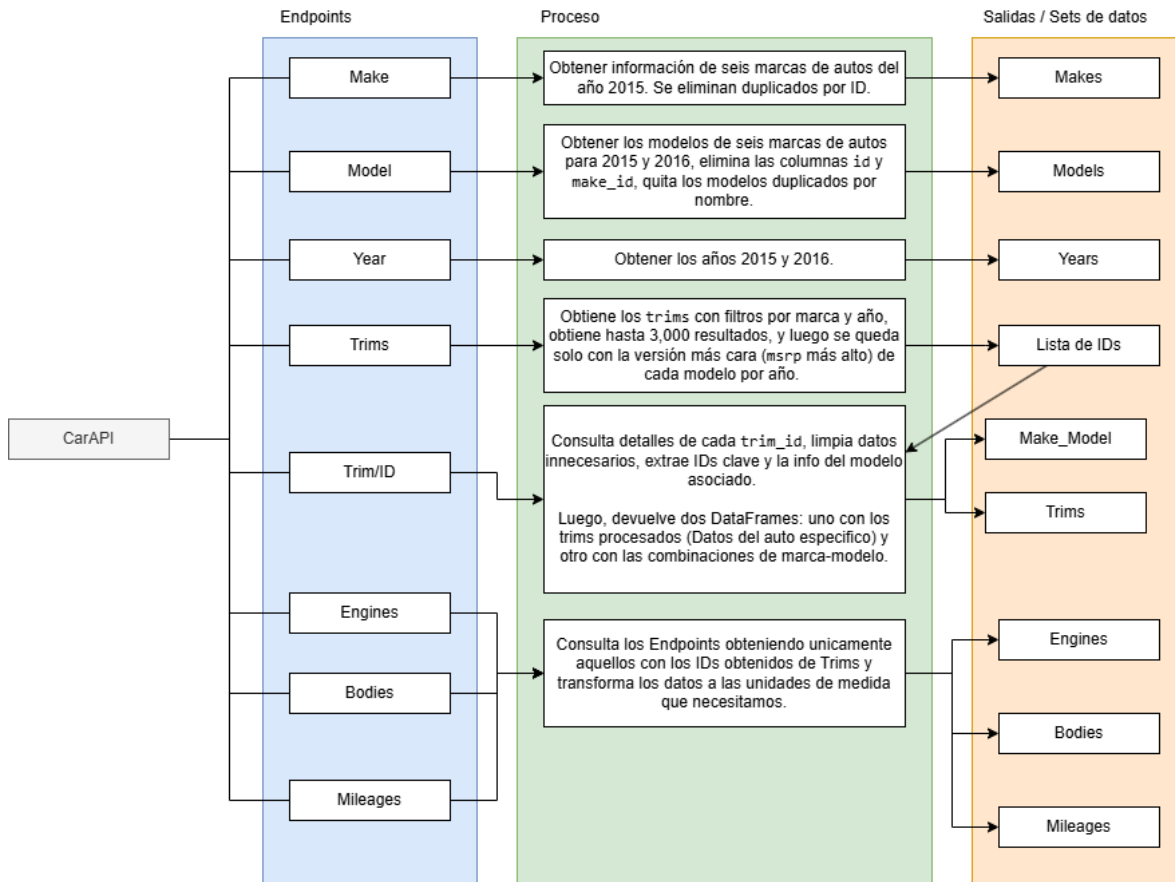 Endpoints
Proceso
Salidas / Sets de datos
Make
Obtener información de seis marcas de autos del
año 2015. Se eliminan duplicados por ID.
Makes
Model
Obtener los modelos de seis marcas de autos
para 2015 y 2016, elimina las columnas id y
make_id, quita los modelos duplicados por
nombre.
Models
Year
Obtener los años 2015 y 2016.
Years
Trims
Obtiene los trims con filtros por marca y año,
obtiene hasta 3,000 resultados, y luego se queda
solo con la versión más cara (msrp más alto) de
cada modelo por año.
Lista de IDs
CarAPI
Trim/ID
Consulta detalles de cada trim_id, limpia datos
innecesarios, extrae IDs clave y la info del modelo
asociado.
Luego, devuelve dos DataFrames: uno con los
trims procesados (Datos del auto especifico) y
otro con las combinaciones de marca-modelo.
Make_Model
Trims
Engines
Bodies
Mileages
Consulta los Endpoints obteniendo unicamente
aquellos con los IDs obtenidos de Trims y
transforma los datos a las unidades de medida
que necesitamos.
Engines
Bodies
Mileages